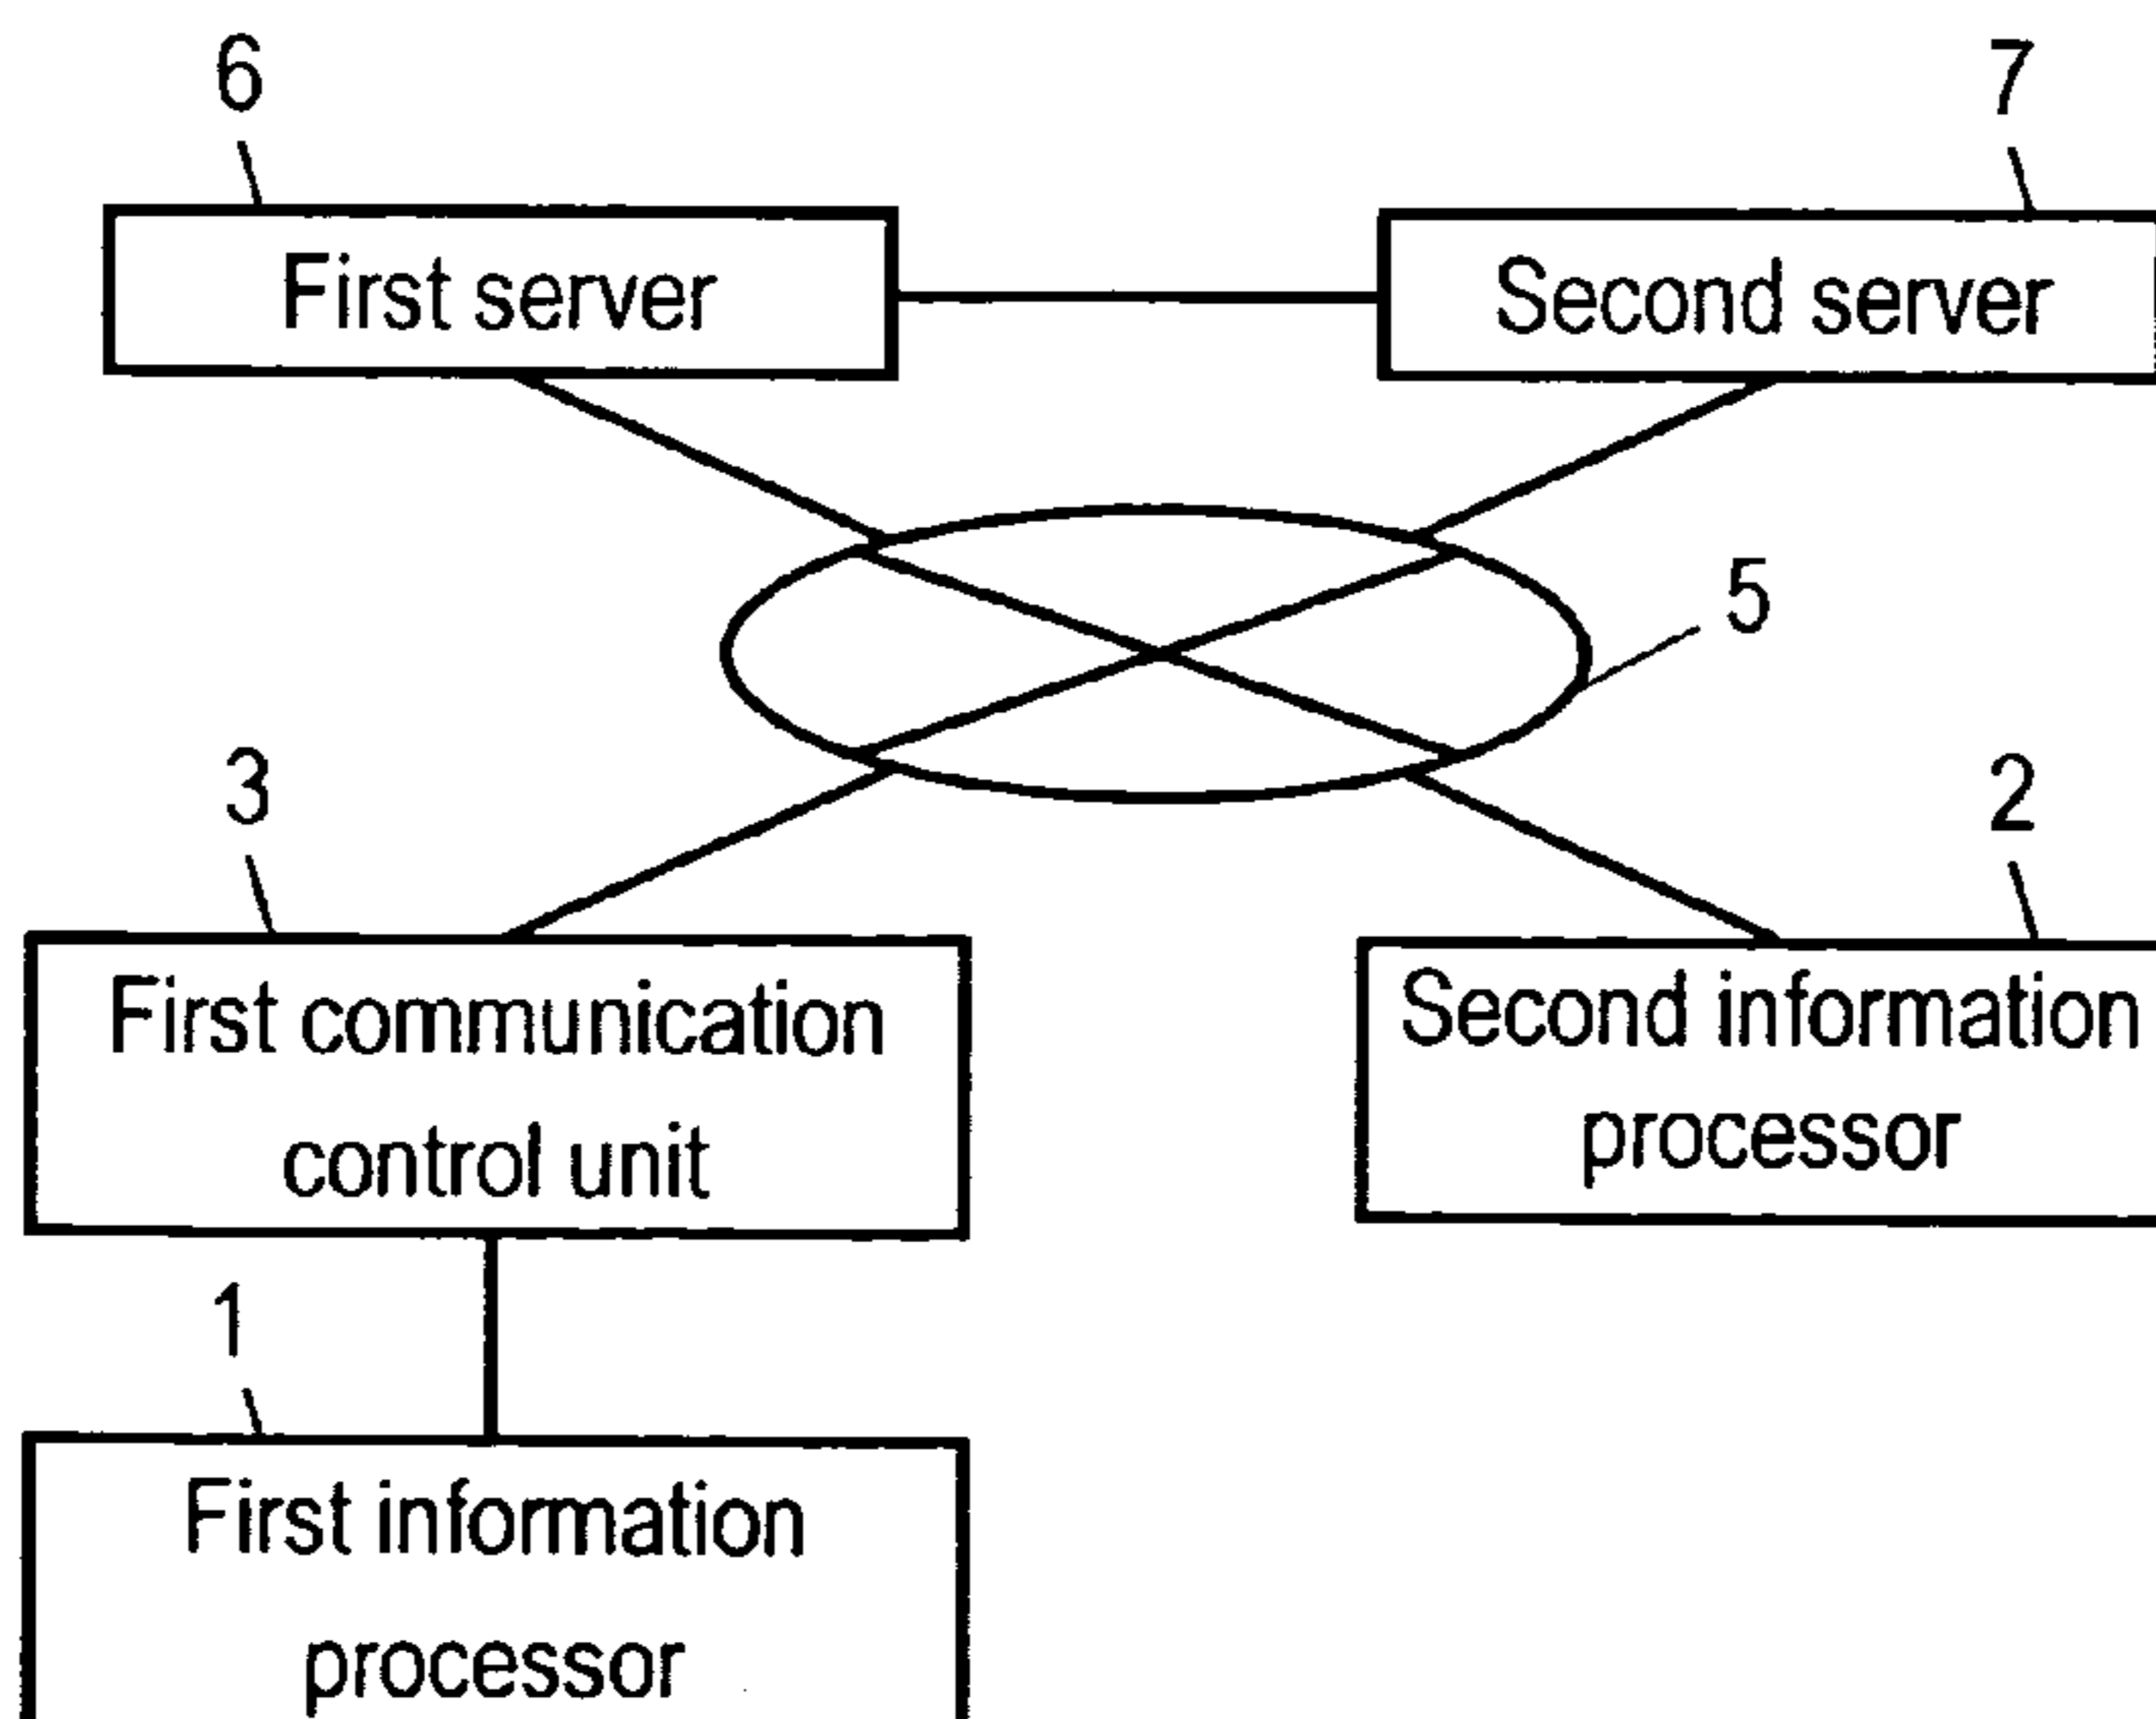 6
7
First server
Second server
5
3
2
First communication
control unit
Second information
processor
1
First information
processor